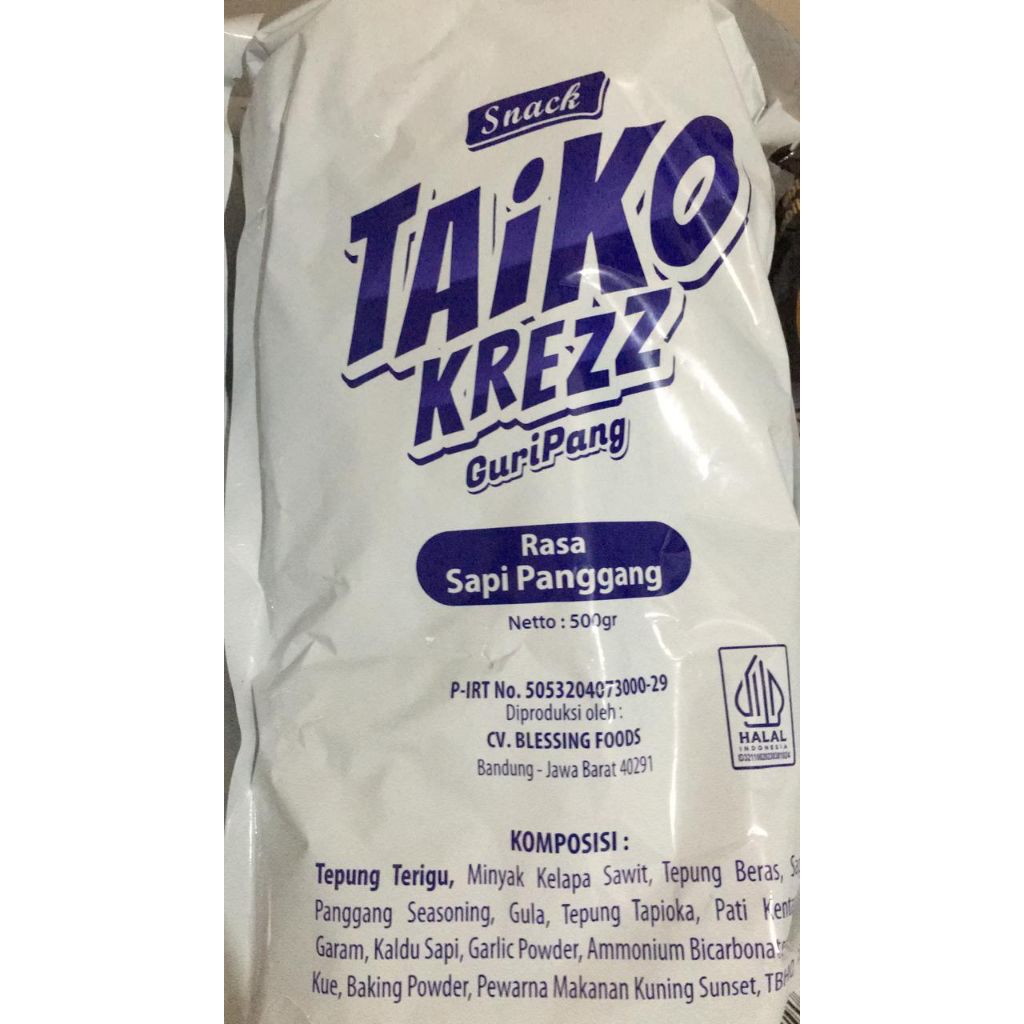 Snack
TAiKO
KREZZ
GuriPang
Rasa
Sapi Panggang
Netto : 500gr
P-IRT No. 5053204073000-29
Diproduksi oleh :
CV. BLESSING FOODS
Bandung - Jawa Barat 40291
HALAL
INDONESIA
KOMPOSISI :
Tepung Terigu, Minyak Kelapa Sawit, Tepung Beras,
Panggang Seasoning, Gula, Tepung Tapioka, Pati
Garam, Kaldu Sapi, Garlic Powder, Ammonium Bicarbonat
Kue, Baking Powder, Pewarna Makanan Kuning Sunset, TBHQ